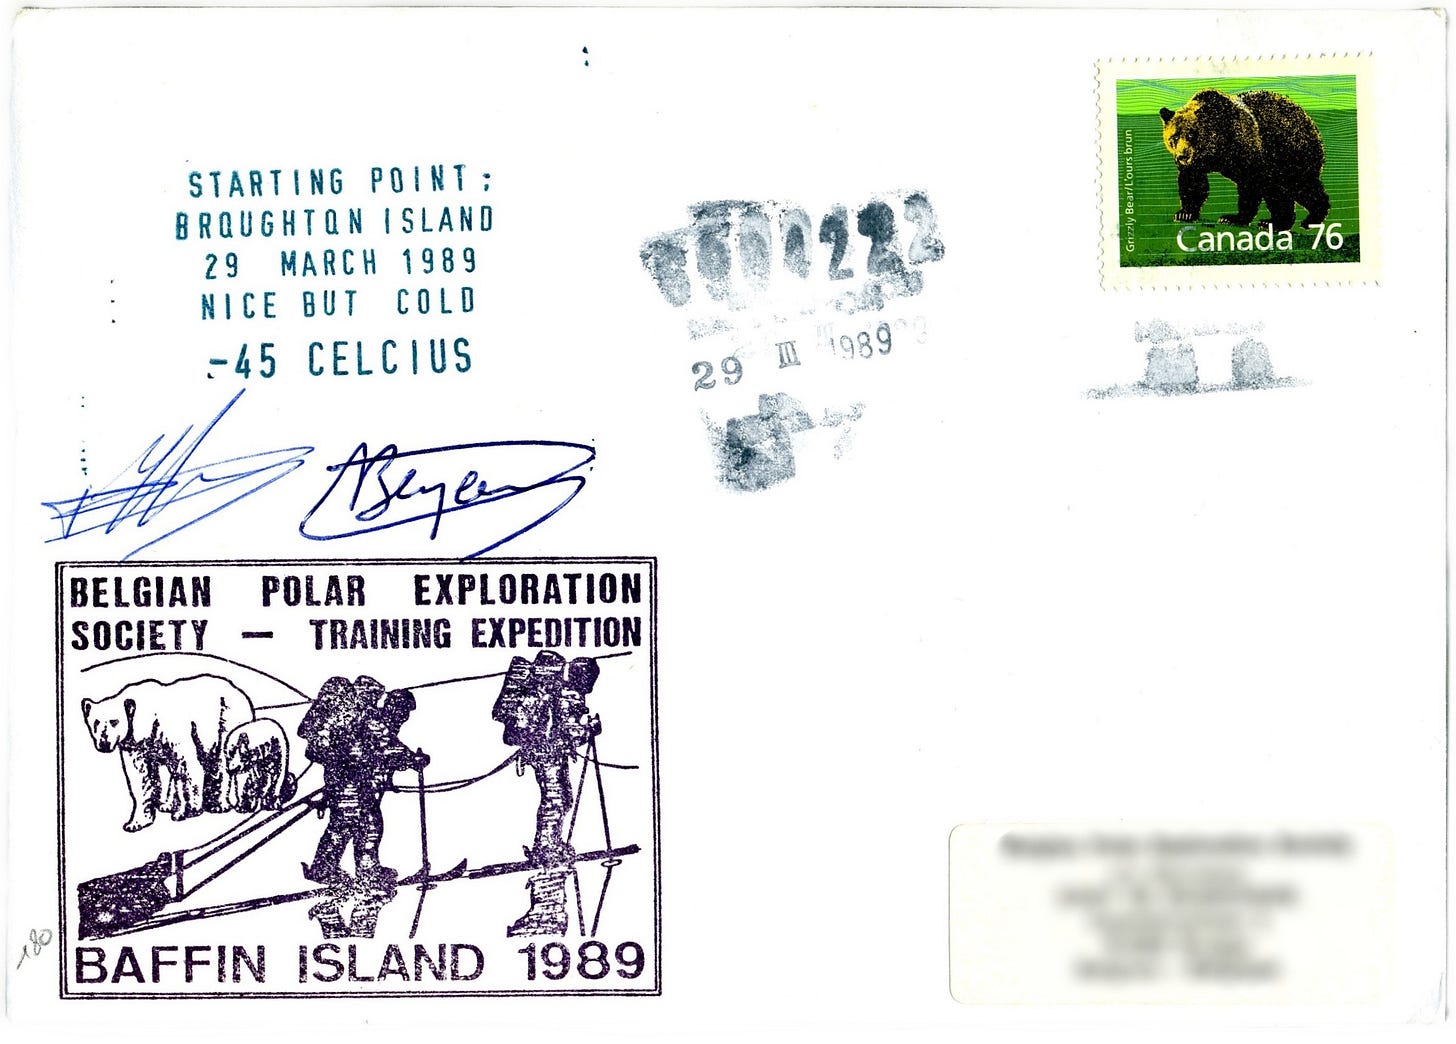 STARTING POINT:
BROUGHTON ISLAND
29 MARCH 1989
NICE BUT COLD
-45 CELCIUS
29 III 1989
Grizzly Bear/L'ours brun
Canada 76
BELGIAN POLAR EXPLORATION
SOCIETY — TRAINING EXPEDITION
BAFFIN ISLAND 1989
180